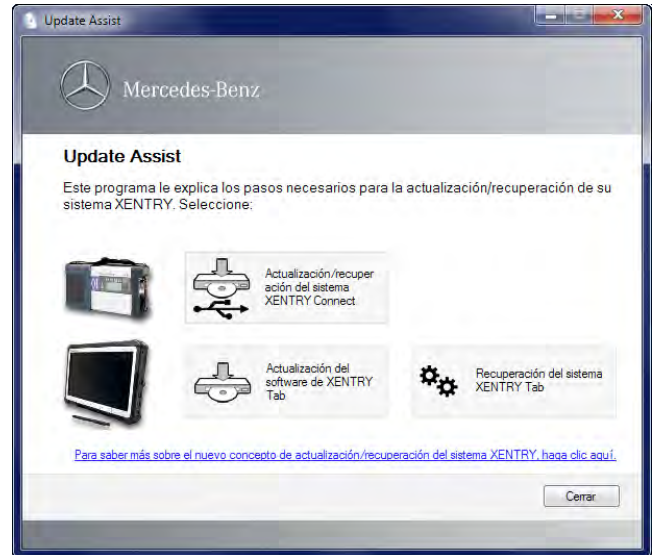 Update Assist
Mercedes-Benz
Update Assist
Este programa le explica los pasos necesarios para la actualización/recuperación de su
sistema XENTRY. Seleccione:
Actualización/recuper
ación del sistema
XENTRY Connect
Actualización del
software de XENTRY
Tab
Recuperación del sistema
XENTRY Tab
Para saber más sobre el nuevo concepto de actualización/recuperación del sistema XENTRY, haga clic aquí.
Cerrar